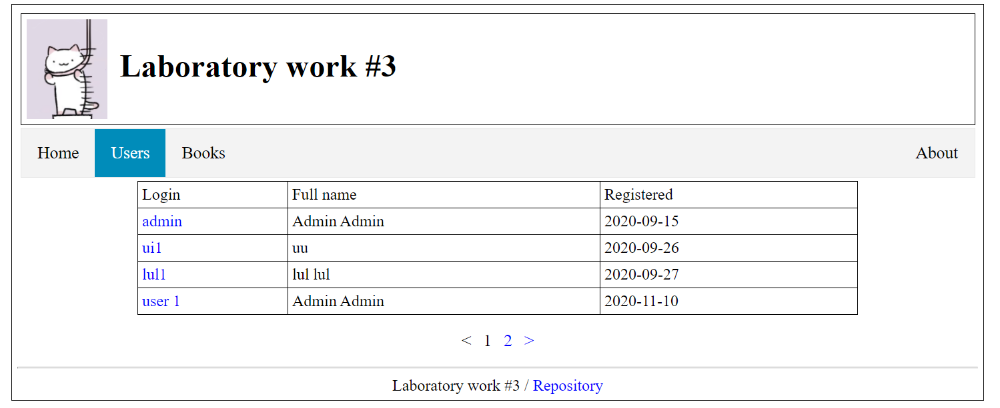 Laboratory work #3
Home Users Books About
Login Full name Registered
admin Admin Admin 2020-09-15
ui1 uu 2020-09-26
lul1 lul lul 2020-09-27
user 1 Admin Admin 2020-11-10
< 1 2 >
Laboratory work #3 / Repository